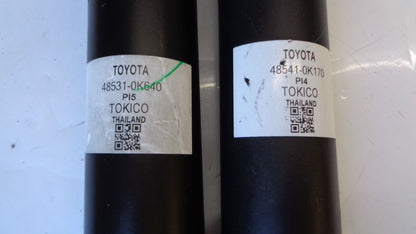 TOYOTA
48531-0K640
PI5
TOKICO
THAILAND
TOYOTA
48541-0K170
PI4
TOKICO
THAILAND